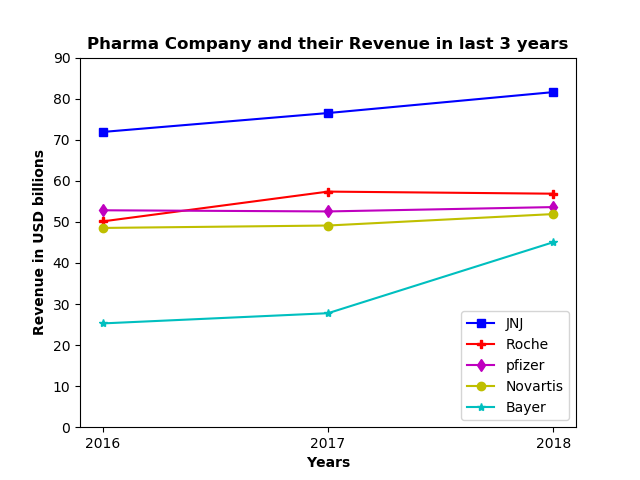 Pharma Company and their Revenue in last 3 years
Revenue in USD billions
90
80
70
60
50
40
30
20
10
0
JNJ
Roche
pfizer
Novartis
Bayer
2016
2017
2018
Years